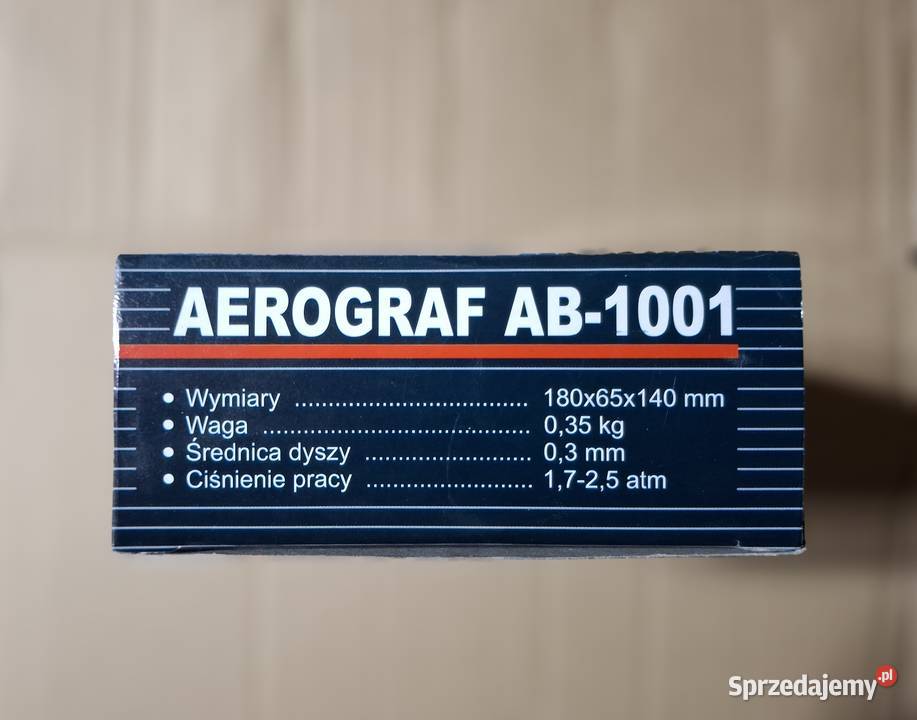 AEROGRAF AB-1001
• Wymiary .................................. 180x65x140 mm
• Waga ....................................... 0,35 kg
• Średnica dyszy ........................ 0,3 mm
• Ciśnienie pracy ........................ 1,7-2,5 atm
Sprzedajemy.pl